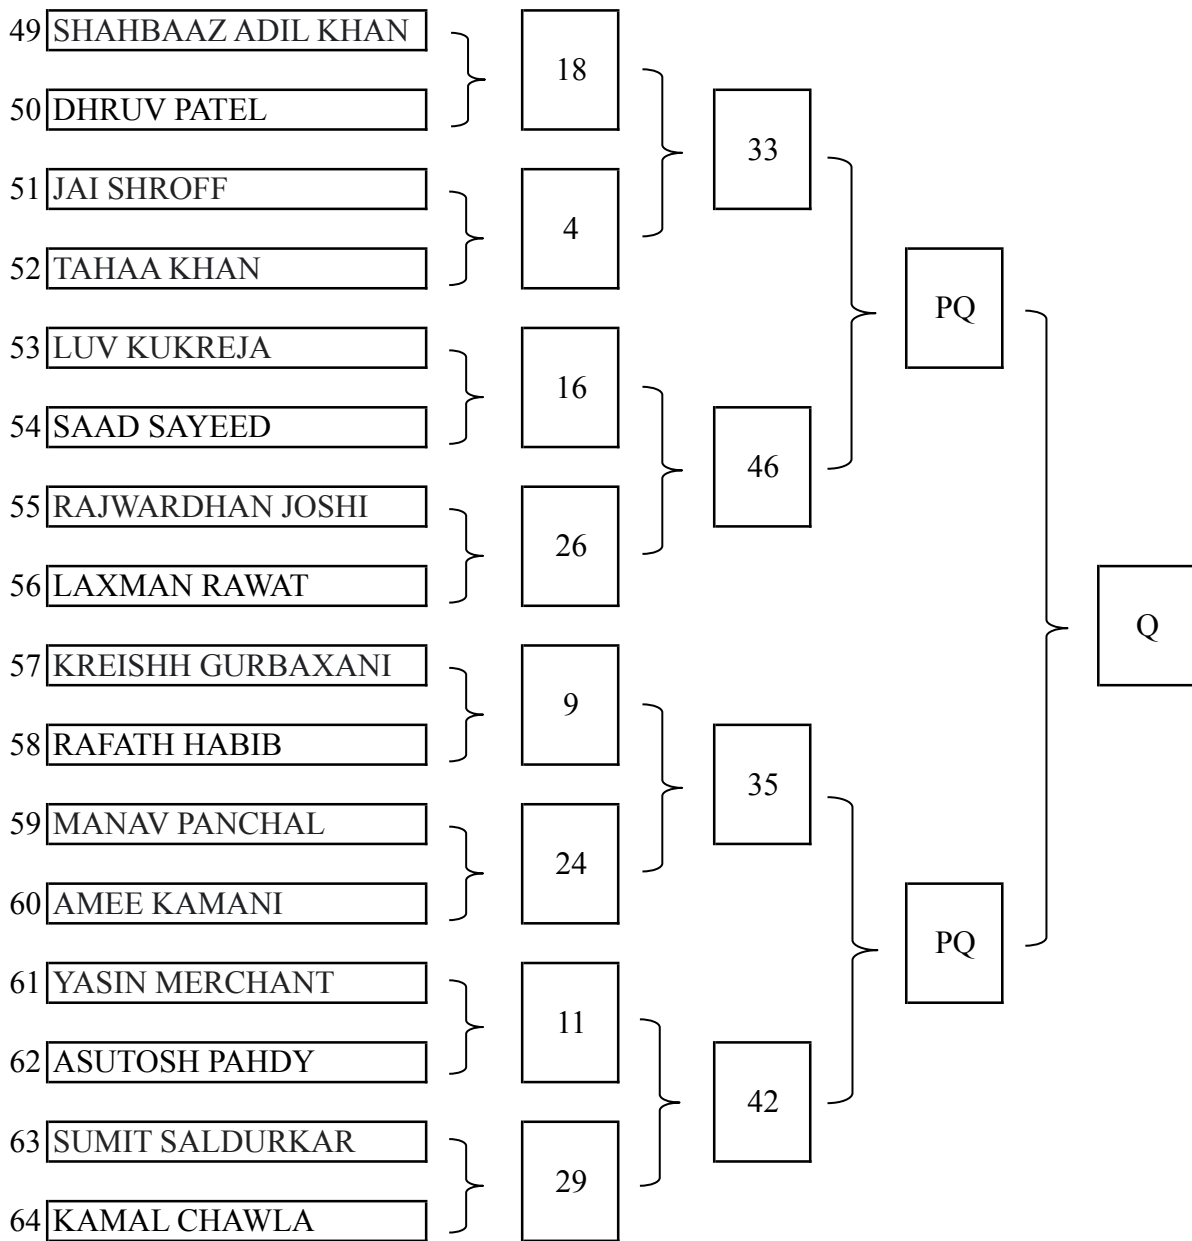 49 SHAHBAAZ ADIL KHAN
18
50 DHRUV PATEL
33
51 JAI SHROFF
4
52 TAHAA KHAN
PQ
53 LUV KUKREJA
16
54 SAAD SAYEED
46
55 RAJWARDHAN JOSHI
26
56 LAXMAN RAWAT
Q
57 KREISHH GURBAXANI
9
58 RAFATH HABIB
35
59 MANAV PANCHAL
24
60 AMEE KAMANI
PQ
61 YASIN MERCHANT
11
62 ASUTOSH PAHDY
42
63 SUMIT SALDURKAR
29
64 KAMAL CHAWLA